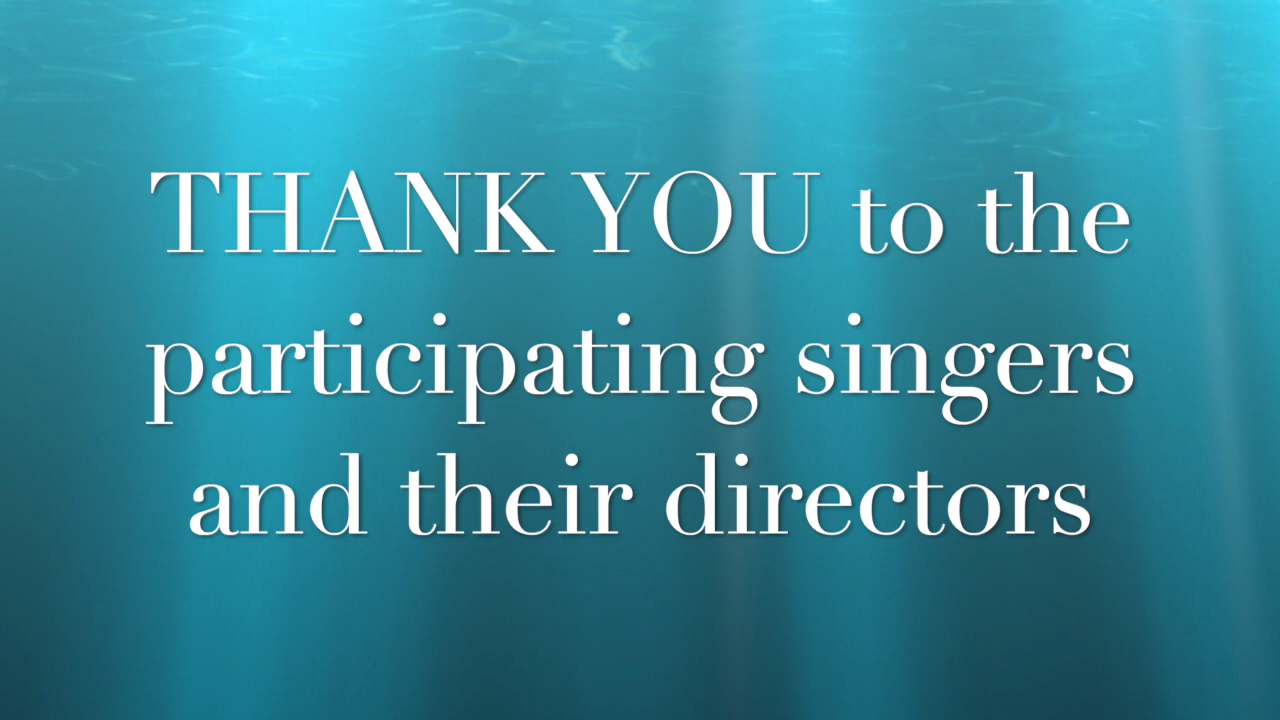 THANK YOU to the
participating singers
and their directors